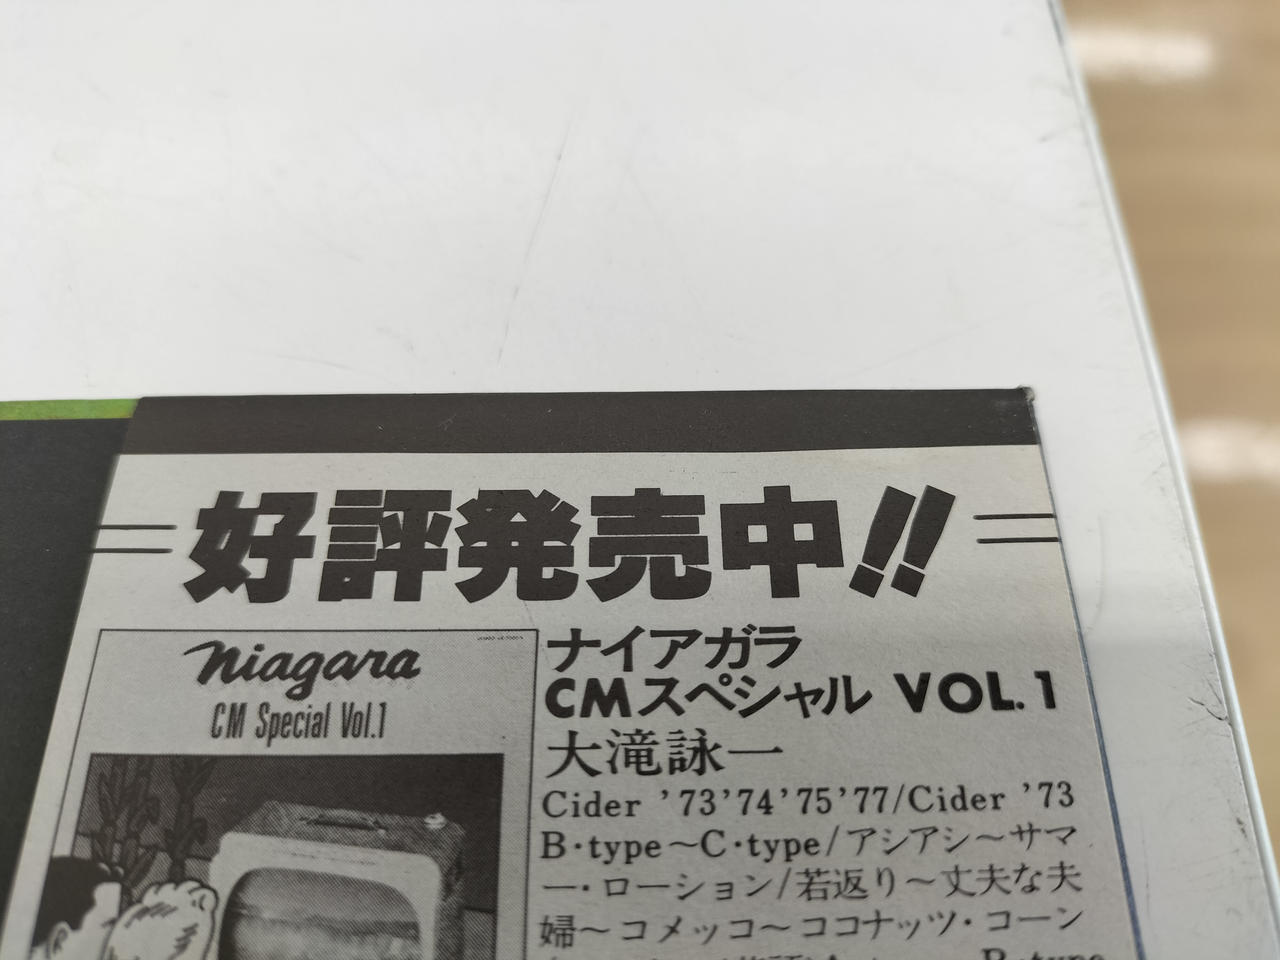 好評発売中!!
niagara
CM Special Vol.1
ナイアガラ
CMスペシャル VOL.1
大滝詠一
Cider '73'74'75'77/Cider '73
B・type〜C・type/アシアシ〜サマ
ー・ローション/若返り〜丈夫な夫
婦〜コメッコ〜ココナッツ・コーン
B・type